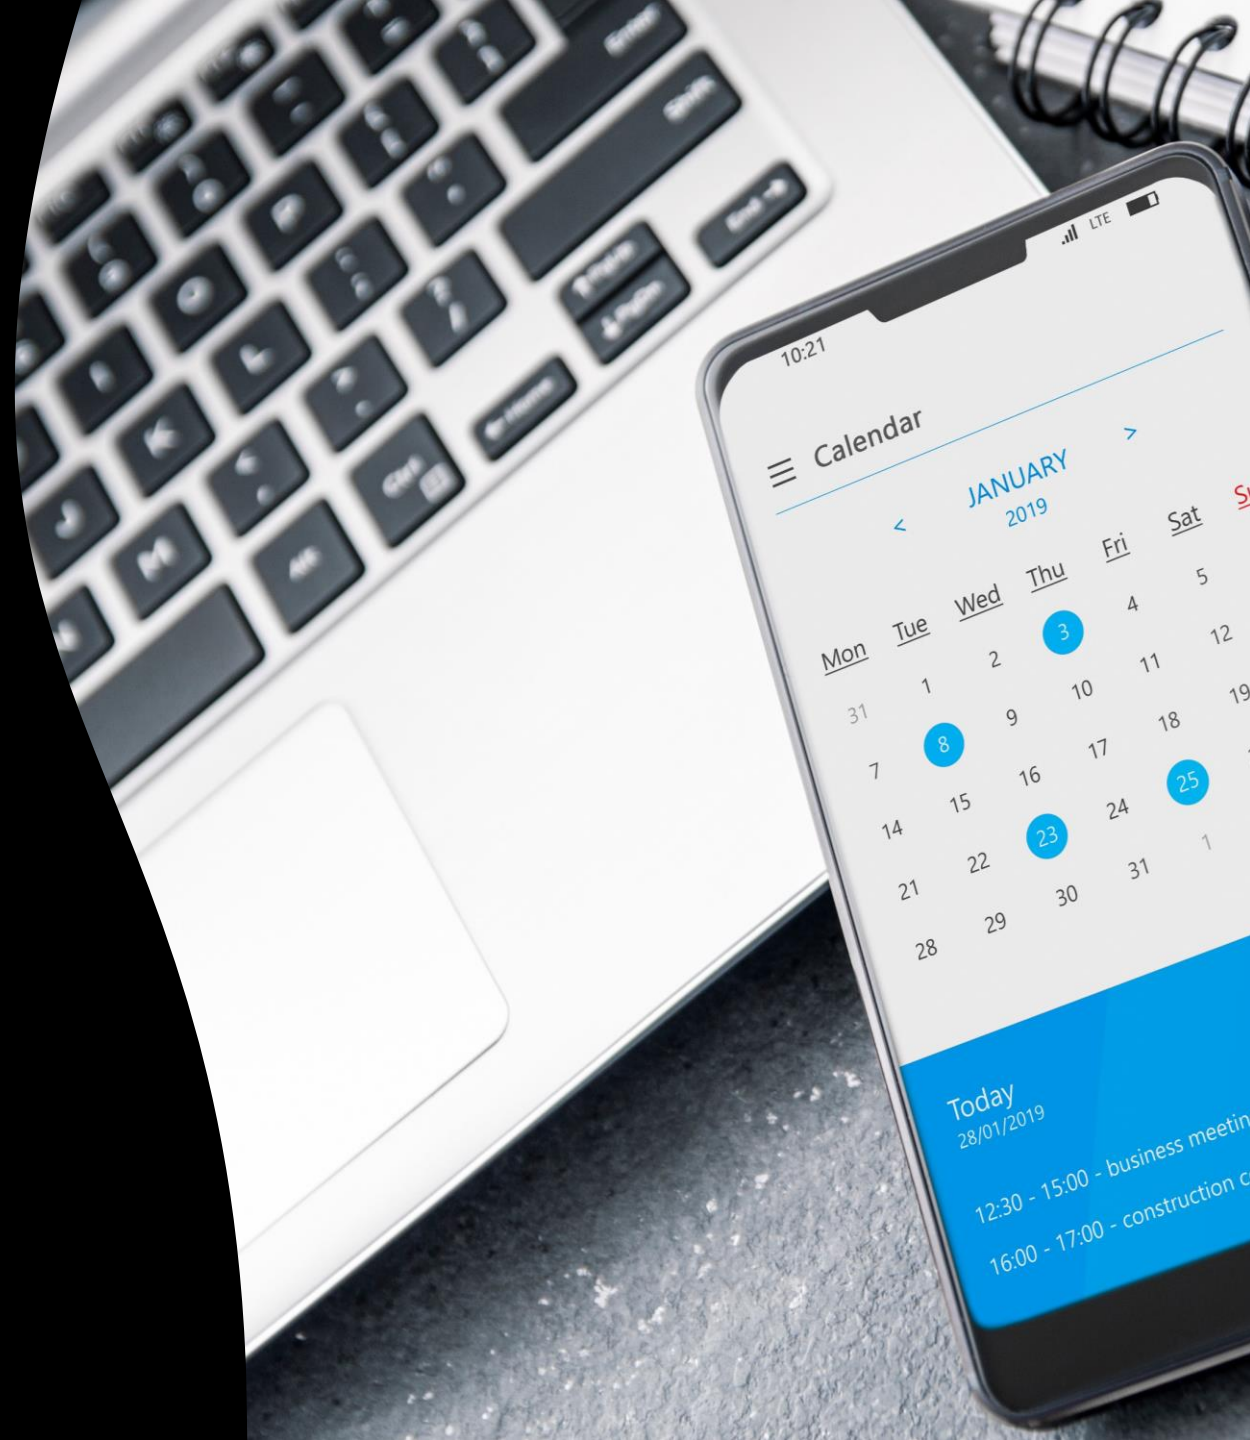 Enter
Shift
End
PgUp
PgDn
Home
Ctrl
Alt
P
L
K
J
M
N
10:21
LTE
Calendar
< JANUARY >
2019
Mon Tue Wed Thu Fri Sat Su
31 1 2 3 4 5
7 8 9 10 11 12
14 15 16 17 18 19
21 22 23 24 25
28 29 30 31 1
Today
28/01/2019
12:30 - 15:00 - business meetin
16:00 - 17:00 - construction c